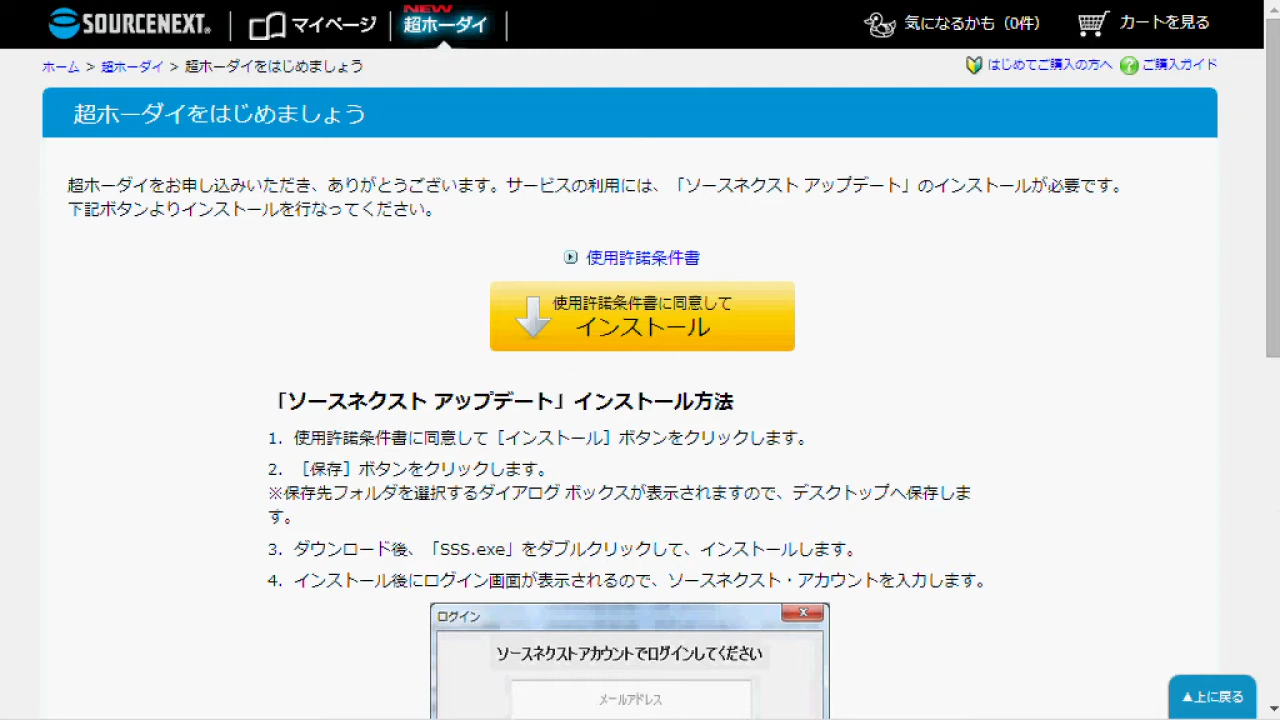 SOURCENEXT®
マイページ
NEW
超ホーダイ
気になるかも（0件）
カートを見る
ホーム > 超ホーダイ > 超ホーダイをはじめましょう
はじめてご購入の方へ
ご購入ガイド
超ホーダイをはじめましょう
超ホーダイをお申し込みいただき、ありがとうございます。サービスの利用には、「ソースネクスト アップデート」のインストールが必要です。
下記ボタンよりインストールを行なってください。
使用許諾条件書
使用許諾条件書に同意して
インストール
「ソースネクスト アップデート」インストール方法
1. 使用許諾条件書に同意して［インストール］ボタンをクリックします。
2. ［保存］ボタンをクリックします。
※保存先フォルダを選択するダイアログ ボックスが表示されますので、デスクトップへ保存しま
す。
3. ダウンロード後、「SSS.exe」をダブルクリックして、インストールします。
4. インストール後にログイン画面が表示されるので、ソースネクスト・アカウントを入力します。
ログイン
ソースネクストアカウントでログインしてください
メールアドレス
▲上に戻る